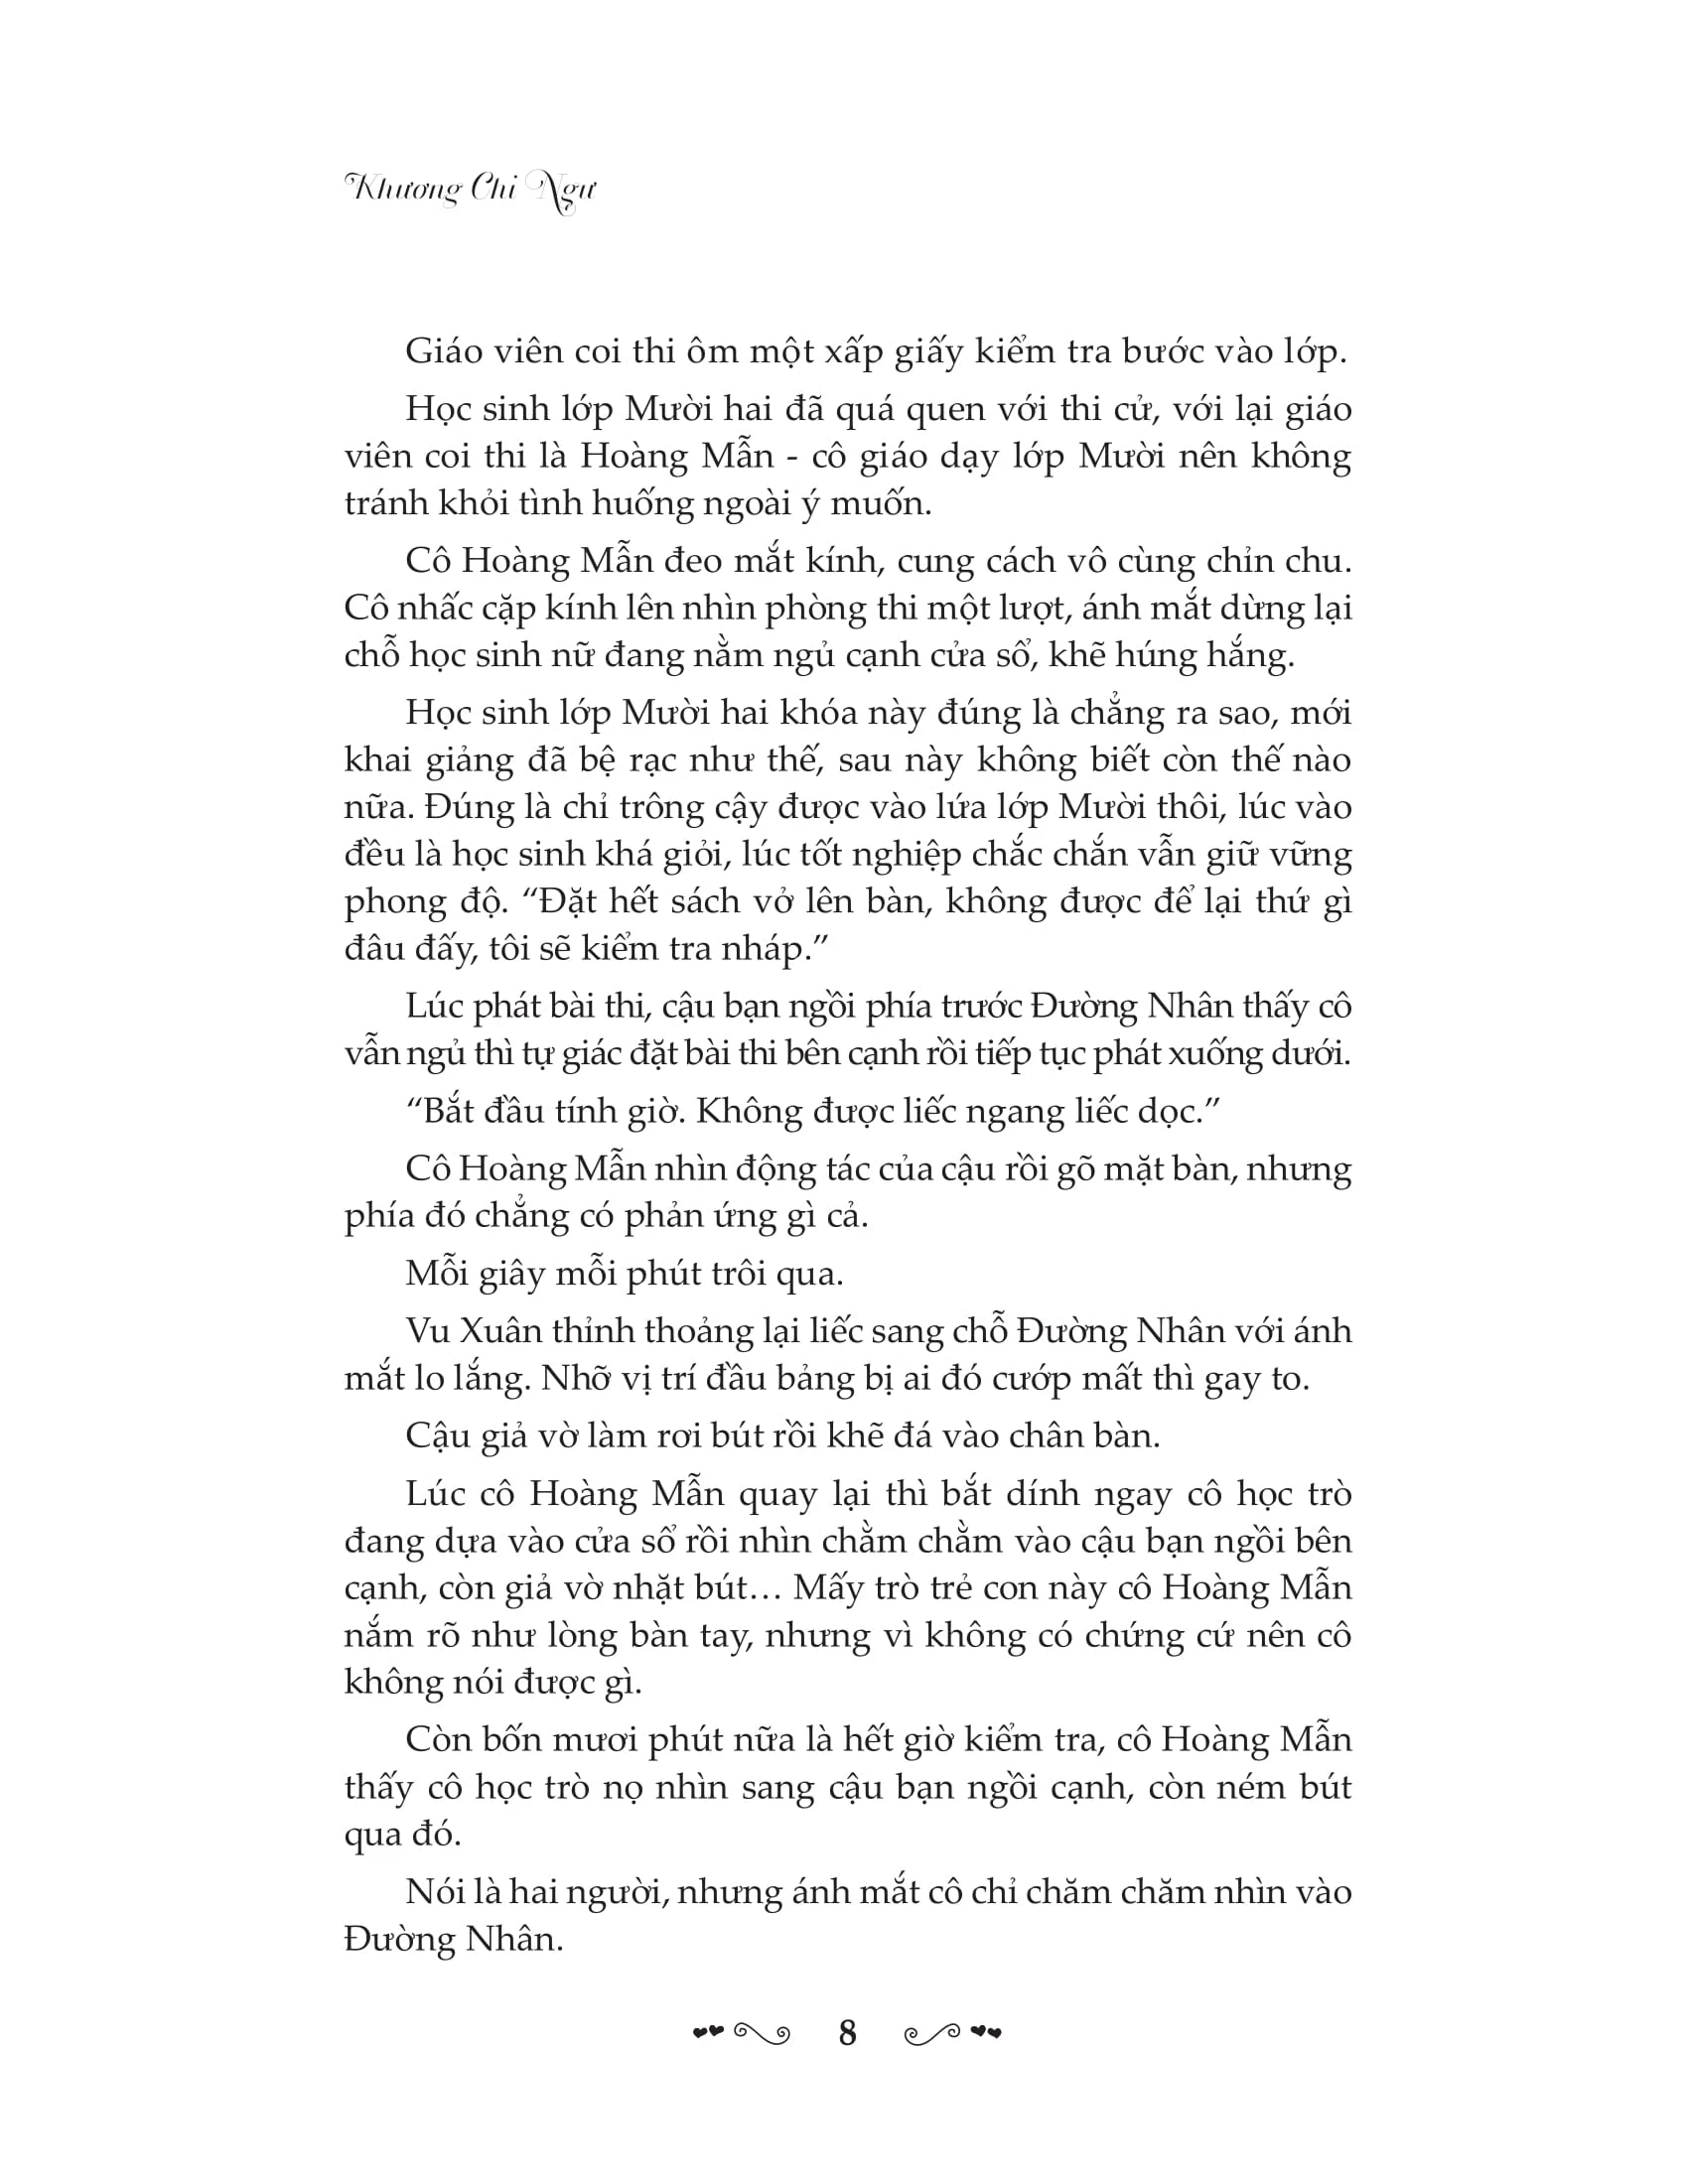 Khương Chi Ngư
Giáo viên coi thi ôm một xấp giấy kiểm tra bước vào lớp.
Học sinh lớp Mười hai đã quá quen với thi cử, với lại giáo
viên coi thi là Hoàng Mẫn - cô giáo dạy lớp Mười nên không
tránh khỏi tình huống ngoài ý muốn.
Cô Hoàng Mẫn đeo mắt kính, cung cách vô cùng chỉn chu.
Cô nhấc cặp kính lên nhìn phòng thi một lượt, ánh mắt dừng lại
chỗ học sinh nữ đang nằm ngủ cạnh cửa sổ, khẽ húng hắng.
Học sinh lớp Mười hai khóa này đúng là chẳng ra sao, mới
khai giảng đã bệ rạc như thế, sau này không biết còn thế nào
nữa. Đúng là chỉ trông cậy được vào lứa lớp Mười thôi, lúc vào
đều là học sinh khá giỏi, lúc tốt nghiệp chắc chắn vẫn giữ vững
phong độ. “Đặt hết sách vở lên bàn, không được để lại thứ gì
đâu đấy, tôi sẽ kiểm tra nháp.”
Lúc phát bài thi, cậu bạn ngồi phía trước Đường Nhân thấy cô
vẫn ngủ thì tự giác đặt bài thi bên cạnh rồi tiếp tục phát xuống dưới.
“Bắt đầu tính giờ. Không được liếc ngang liếc dọc.”
Cô Hoàng Mẫn nhìn động tác của cậu rồi gõ mặt bàn, nhưng
phía đó chẳng có phản ứng gì cả.
Mỗi giây mỗi phút trôi qua.
Vu Xuân thỉnh thoảng lại liếc sang chỗ Đường Nhân với ánh
mắt lo lắng. Nhỡ vị trí đầu bảng bị ai đó cướp mất thì gay to.
Cậu giả vờ làm rơi bút rồi khẽ đá vào chân bàn.
Lúc cô Hoàng Mẫn quay lại thì bắt dính ngay cô học trò
đang dựa vào cửa sổ rồi nhìn chằm chằm vào cậu bạn ngồi bên
cạnh, còn giả vờ nhặt bút… Mấy trò trẻ con này cô Hoàng Mẫn
nắm rõ như lòng bàn tay, nhưng vì không có chứng cứ nên cô
không nói được gì.
Còn bốn mươi phút nữa là hết giờ kiểm tra, cô Hoàng Mẫn
thấy cô học trò nọ nhìn sang cậu bạn ngồi cạnh, còn ném bút
qua đó.
Nói là hai người, nhưng ánh mắt cô chỉ chăm chăm nhìn vào
Đường Nhân.
8